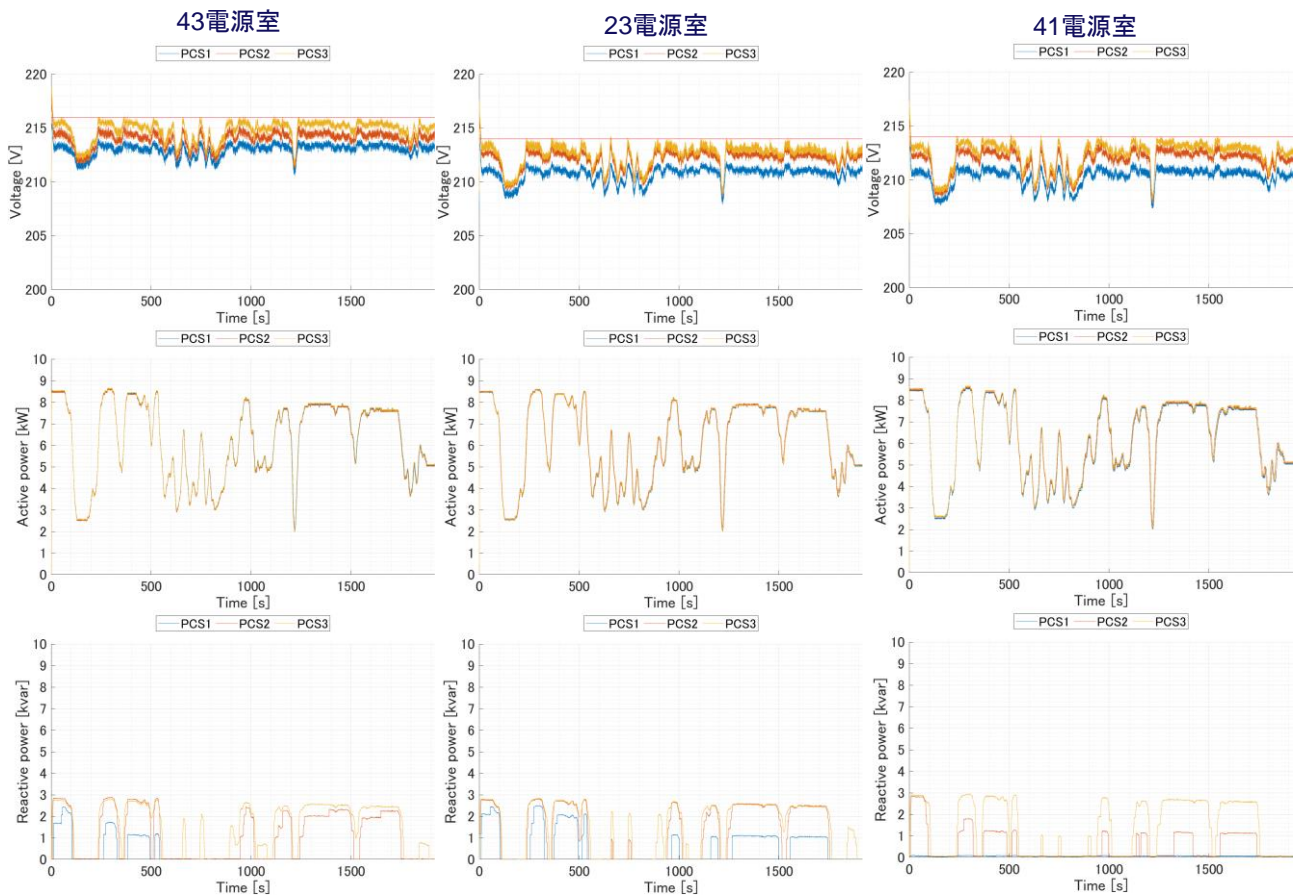 43電源室
23電源室
41電源室
PCS1 PCS2 PCS3
PCS1 PCS2 PCS3
PCS1 PCS2 PCS3
Voltage [V]
220
215
210
205
200
0 500 1000 1500
Time [s]
Voltage [V]
220
215
210
205
200
0 500 1000 1500
Time [s]
Voltage [V]
220
215
210
205
200
0 500 1000 1500
Time [s]
PCS1 PCS2 PCS3
PCS1 PCS2 PCS3
PCS1 PCS2 PCS3
Active power [kW]
10
9
8
7
6
5
4
3
2
1
0
0 500 1000 1500
Time [s]
Active power [kW]
10
9
8
7
6
5
4
3
2
1
0
0 500 1000 1500
Time [s]
Active power [kW]
10
9
8
7
6
5
4
3
2
1
0
0 500 1000 1500
Time [s]
PCS1 PCS2 PCS3
PCS1 PCS2 PCS3
PCS1 PCS2 PCS3
Reactive power [kvar]
10
9
8
7
6
5
4
3
2
1
0
0 500 1000 1500
Time [s]
Reactive power [kvar]
10
9
8
7
6
5
4
3
2
1
0
0 500 1000 1500
Time [s]
Reactive power [kvar]
10
9
8
7
6
5
4
3
2
1
0
0 500 1000 1500
Time [s]